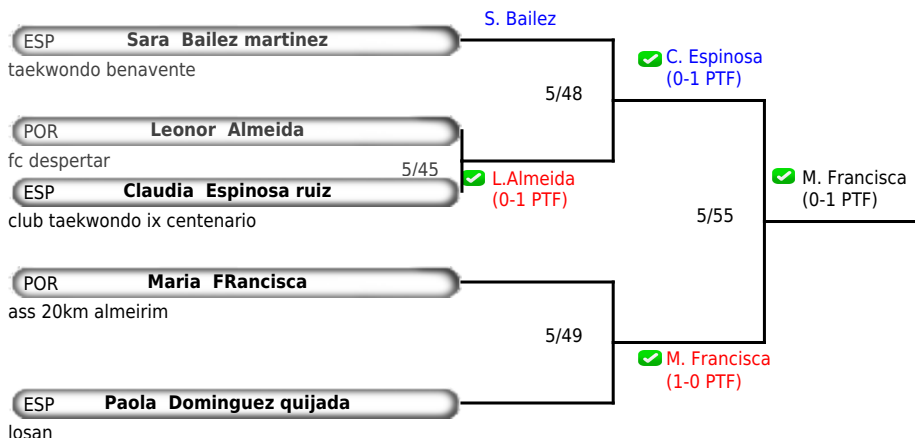 S. Bailez
ESP Sara Bailez martinez
taekwondo benavente
C. Espinosa
(0-1 PTF)
5/48
POR Leonor Almeida
fc despertar
5/45
L.Almeida
(0-1 PTF)
ESP Claudia Espinosa ruiz
club taekwondo ix centenario
M. Francisca
(0-1 PTF)
5/55
POR Maria FRancisca
ass 20km almeirim
5/49
M. Francisca
(1-0 PTF)
ESP Paola Dominguez quijada
losan